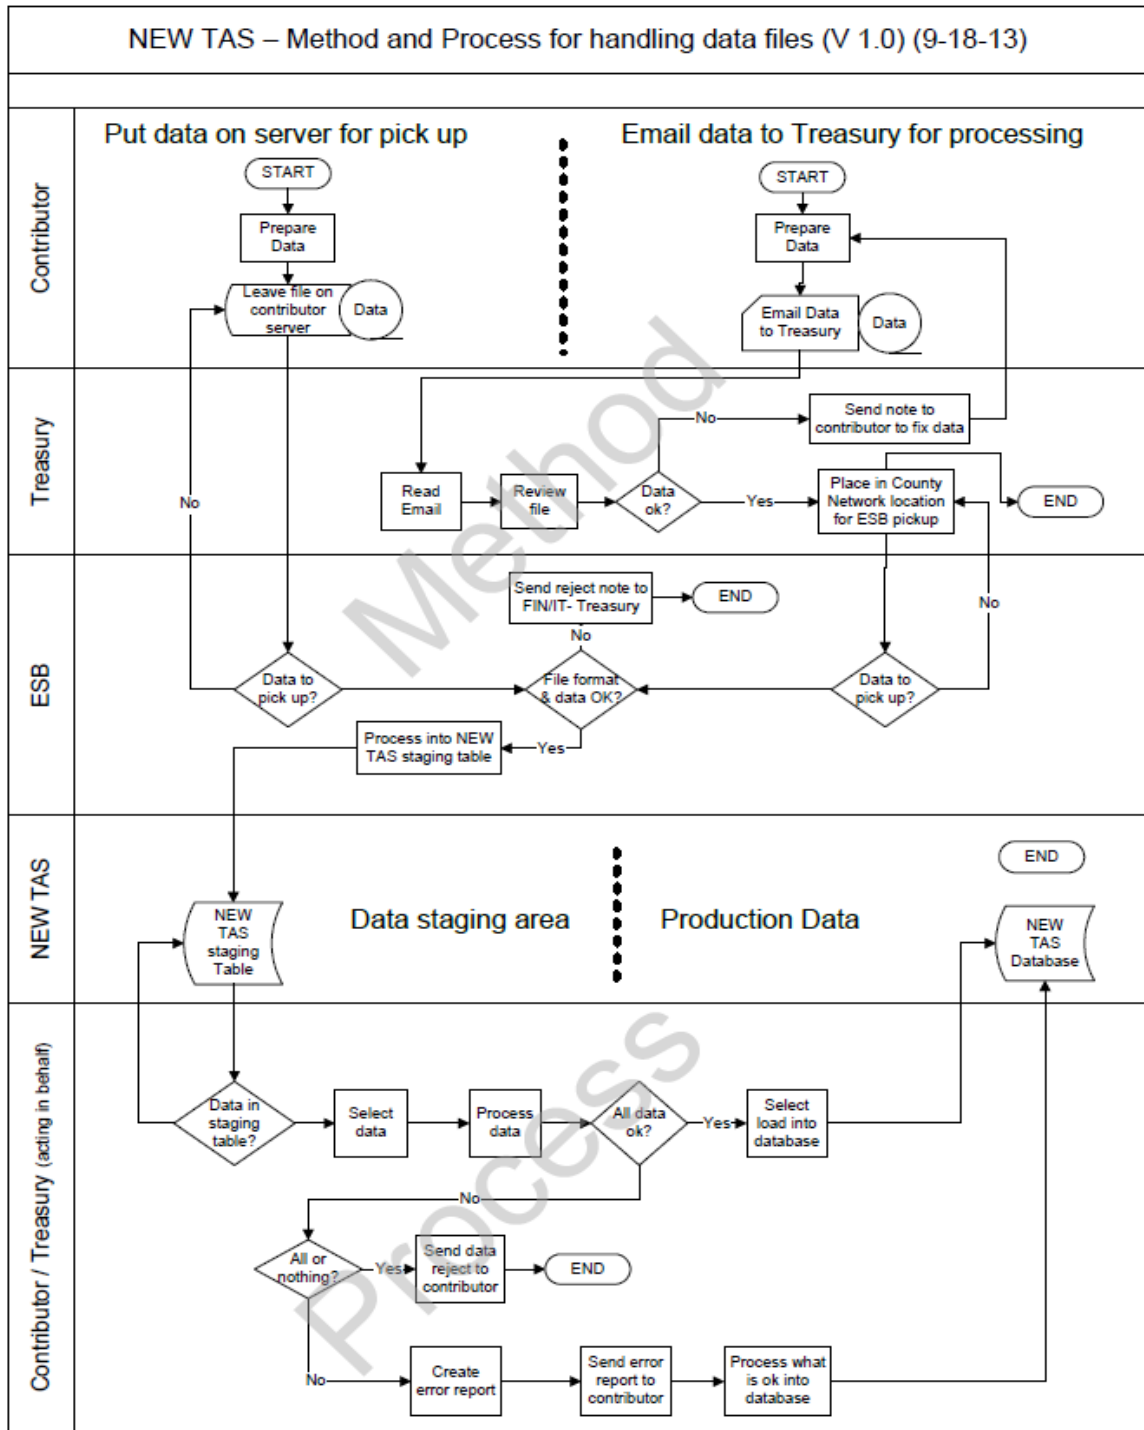 NEW TAS – Method and Process for handling data files (V 1.0) (9-18-13)
Contributor
Put data on server for pick up
Email data to Treasury for processing
START
START
Prepare
Data
Prepare
Data
Leave file on
contributor
server
Data
Email Data
to Treasury
Data
Treasury
No
Send note to
contributor to fix data
No
Read
Email
Review
file
Data
ok?
Yes
Place in County
Network location
for ESB pickup
END
ESB
Send reject note to
FIN/IT- Treasury
END
No
No
Data to
pick up?
File format
& data OK?
Data to
pick up?
Process into NEW
TAS staging table
Yes
NEW TAS
END
NEW
TAS
staging
Table
Data staging area
Production Data
NEW
TAS
Database
Contributor / Treasury (acting in behalf)
Data in
staging
table?
Select
data
Process
data
All data
ok?
Yes
Select
load into
database
No
All or
nothing?
Yes
Send data
reject to
contributor
END
No
Create
error report
Send error
report to
contributor
Process what
is ok into
database
Method
Process